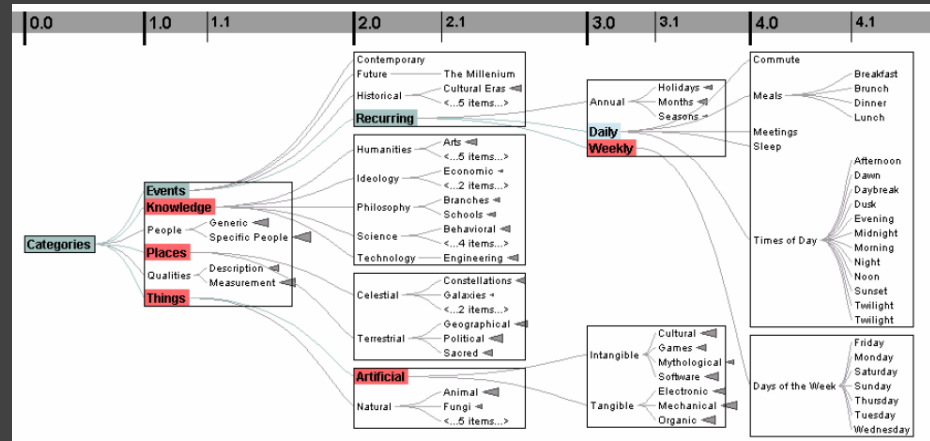 0.0 1.0 1.1 2.0 2.1 3.0 3.1 4.0 4.1
Categories
Events
Knowledge
People
Generic
Specific People
Places
Qualities
Description
Measurement
Things
Contemporary
Future
The Millenium
Historical
Cultural Eras
<...5 items...>
Recurring
Humanities
Arts
<...5 items...>
Ideology
Economic
<...2 items...>
Philosophy
Branches
Schools
Science
Behavioral
<...4 items...>
Technology
Engineering
Celestial
Constellations
Galaxies
<...2 items...>
Terrestrial
Geographical
Political
Sacred
Artificial
Natural
Animal
Fungi
<...5 items...>
Annual
Holidays
Months
Seasons
Daily
Weekly
Intangible
Cultural
Games
Mythological
Software
Tangible
Electronic
Mechanical
Organic
Commute
Meals
Breakfast
Brunch
Dinner
Lunch
Meetings
Sleep
Times of Day
Afternoon
Dawn
Daybreak
Dusk
Evening
Midnight
Morning
Night
Noon
Sunset
Twilight
Twilight
Days of the Week
Friday
Monday
Saturday
Sunday
Thursday
Tuesday
Wednesday